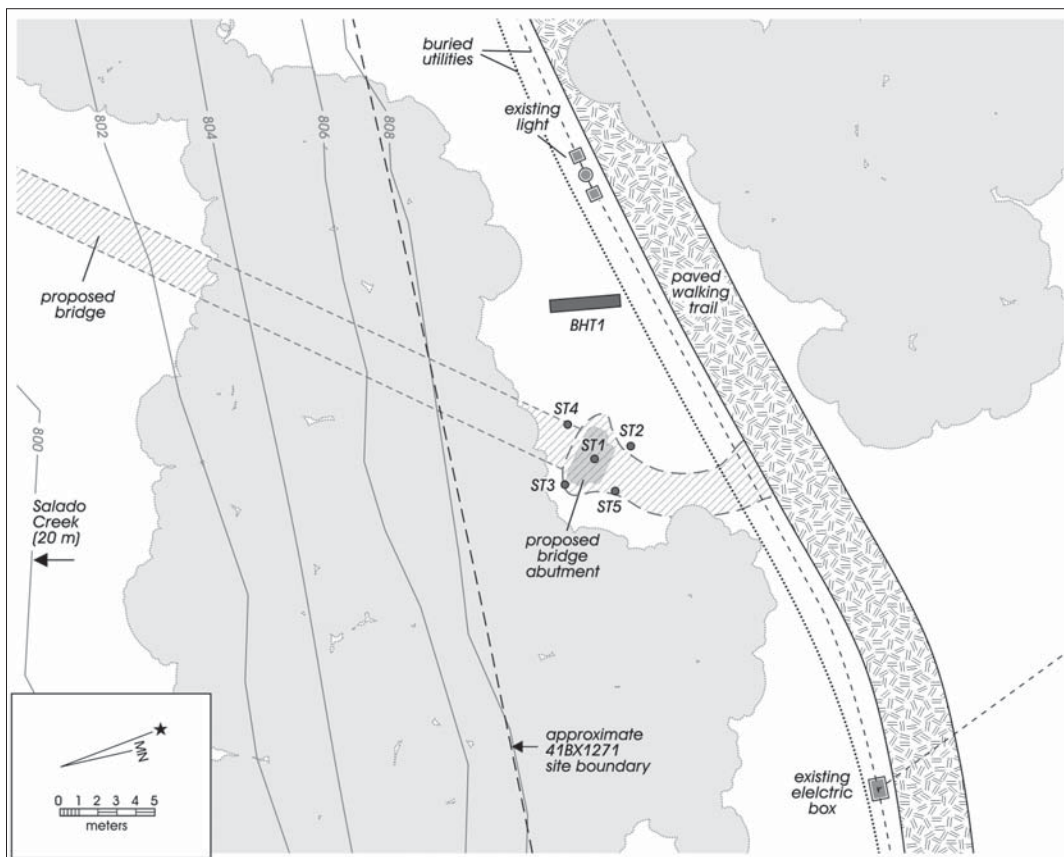 buried
utilities
existing
light
802
804
806
808
proposed
bridge
BHT1
paved
walking
trail
ST4
ST1
ST2
ST3
ST5
800
Salado
Creek
(20 m)
proposed
bridge
abutment
MN
0 1 2 3 4 5
meters
approximate
41BX1271
site boundary
existing
elelctric
box